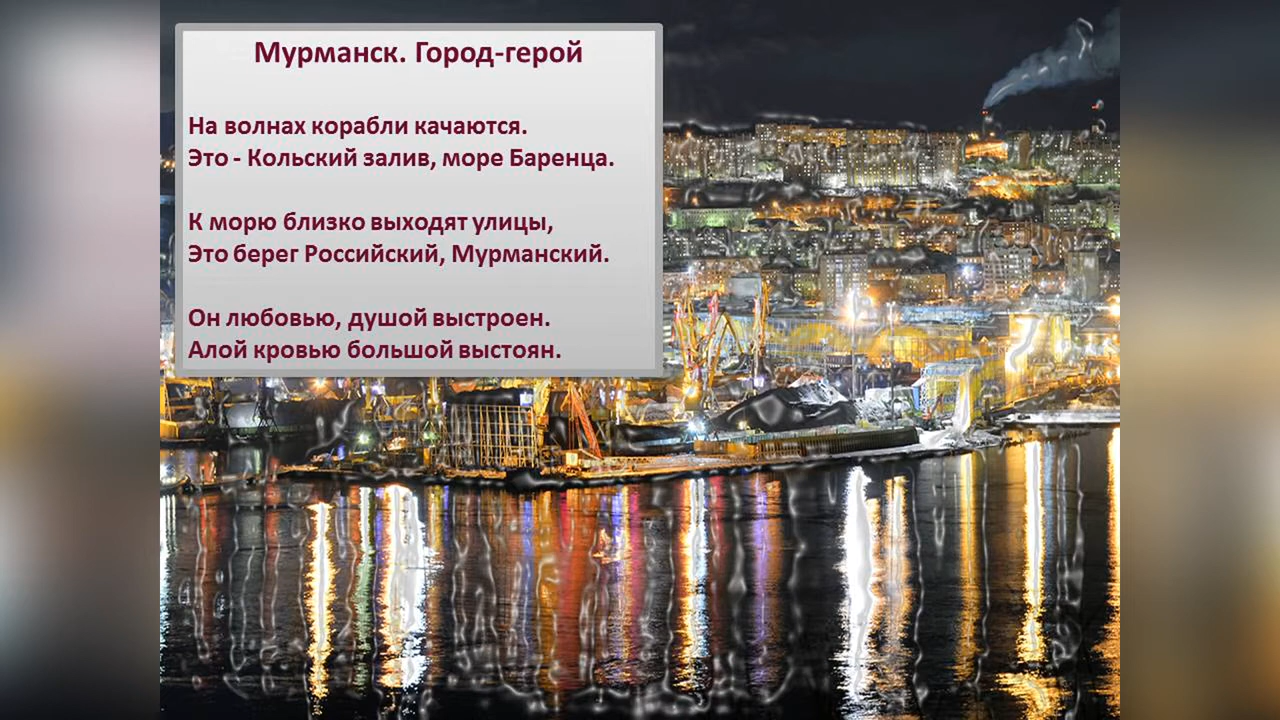 Мурманск. Город-герой
На волнах корабли качаются.
Это - Кольский залив, море Баренца.
К морю близко выходят улицы,
Это берег Российский, Мурманский.
Он любовью, душой выстроен.
Алой кровью большой выстоян.